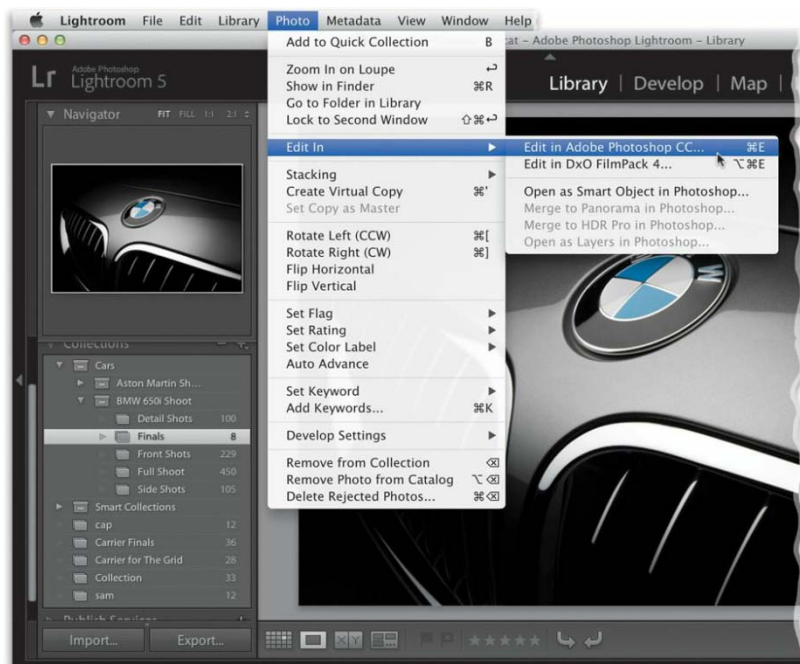 Lightroom File Edit Library Photo Metadata View Window Help
cat – Adobe Photoshop Lightroom – Library
Lr Adobe Photoshop
Lightroom 5
Library | Develop | Map |
Navigator FIT FILL 1:1 2:1
Add to Quick Collection B
Zoom In on Loupe ↩
Show in Finder ⌘R
Go to Folder in Library
Lock to Second Window ⇧⌘↩
Edit In ▶
Edit in Adobe Photoshop CC... ⌘E
Edit in DxO FilmPack 4... ⌥⌘E
Open as Smart Object in Photoshop...
Merge to Panorama in Photoshop...
Merge to HDR Pro in Photoshop...
Open as Layers in Photoshop...
Stacking ▶
Create Virtual Copy ⌘'
Set Copy as Master
Rotate Left (CCW) ⌘[
Rotate Right (CW) ⌘]
Flip Horizontal
Flip Vertical
Set Flag ▶
Set Rating ▶
Set Color Label ▶
Auto Advance
Set Keyword ▶
Add Keywords... ⌘K
Develop Settings ▶
Remove from Collection ⌫
Remove Photo from Catalog ⌥⌫
Delete Rejected Photos... ⌘⌫
Collections
Cars
Aston Martin Sh...
BMW 650i Shoot
Detail Shots 100
Finals 8
Front Shots 229
Full Shoot 450
Side Shots 105
Smart Collections
cap 12
Carrier Finals 36
Carrier for The Grid 28
Collection 33
sam 12
Publish Services
Import... Export...
XY
W